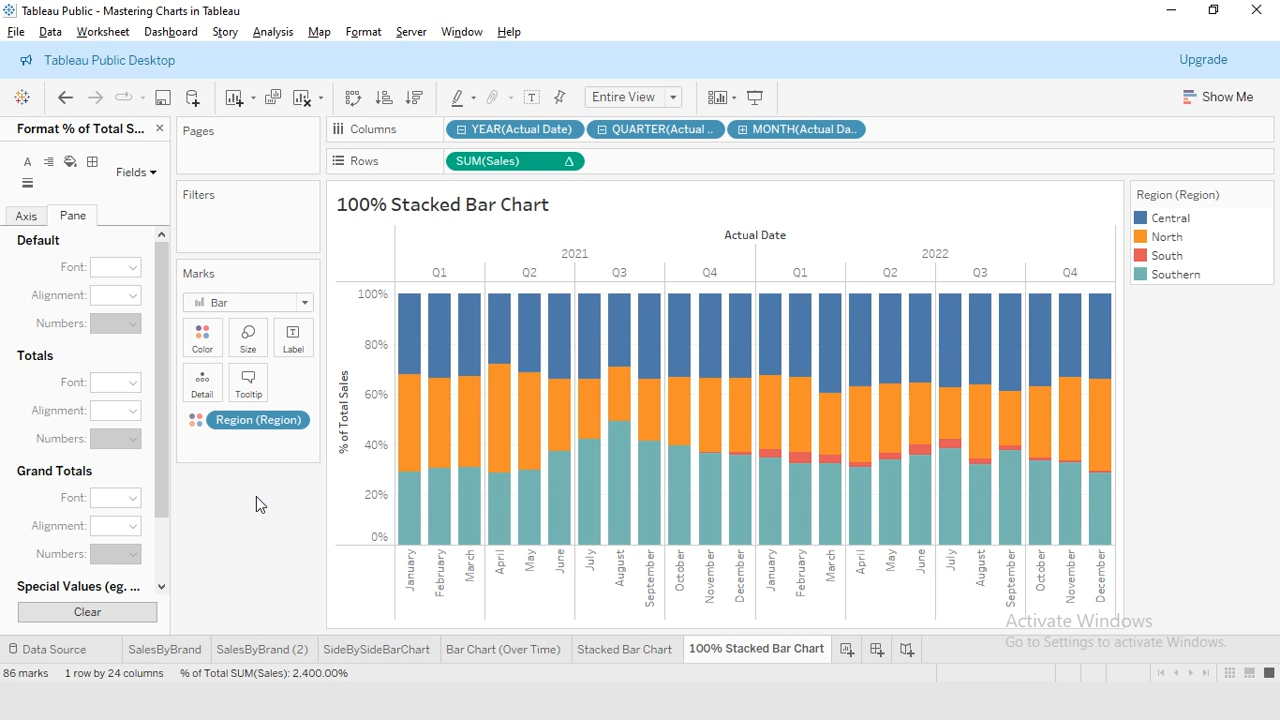 Tableau Public - Mastering Charts in Tableau
File Data Worksheet Dashboard Story Analysis Map Format Server Window Help
Tableau Public Desktop Upgrade
Entire View Show Me
Format % of Total S... ×
Fields
Axis Pane
Default
Font:
Alignment:
Numbers:
Totals
Font:
Alignment:
Numbers:
Grand Totals
Font:
Alignment:
Numbers:
Special Values (eg. ...
Clear
Pages
Filters
Marks
Bar
Color Size Label
Detail Tooltip
Region (Region)
Columns YEAR(Actual Date) QUARTER(Actual .. MONTH(Actual Da..
Rows SUM(Sales) Δ
100% Stacked Bar Chart
Actual Date
2021 2022
Q1 Q2 Q3 Q4 Q1 Q2 Q3 Q4
% of Total Sales
100%
80%
60%
40%
20%
0%
January February March April May June July August September October November December January February March April May June July August September October November December
Region (Region)
Central
North
South
Southern
Activate Windows
Go to Settings to activate Windows.
Data Source SalesByBrand SalesByBrand (2) SideBySideBarChart Bar Chart (Over Time) Stacked Bar Chart 100% Stacked Bar Chart
86 marks 1 row by 24 columns % of Total SUM(Sales): 2,400.00%